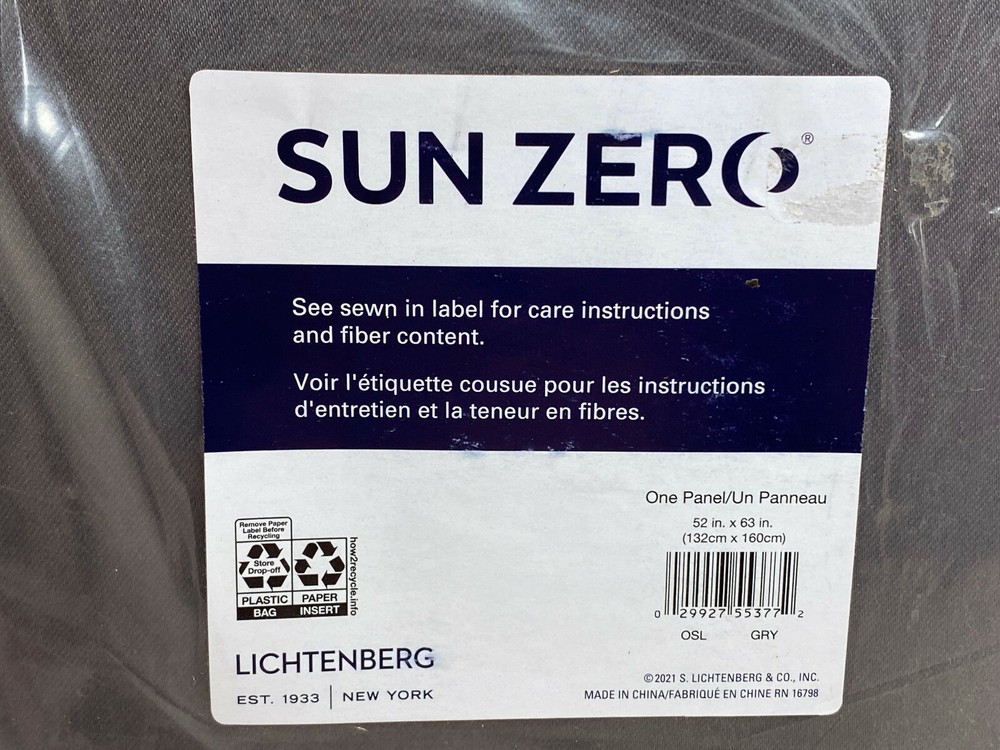 SUN ZERO®
See sewn in label for care instructions
and fiber content.
Voir l'étiquette cousue pour les instructions
d'entretien et la teneur en fibres.
One Panel/Un Panneau
52 in. x 63 in.
(132cm x 160cm)
0 29927 55377 2
OSL GRY
Remove Paper
Label Before
Recycling
Store
Drop-off
PLASTIC
BAG
PAPER
INSERT
how2recycle.info
LICHTENBERG
EST. 1933 | NEW YORK
©2021 S. LICHTENBERG & CO., INC.
MADE IN CHINA/FABRIQUÉ EN CHINE RN 16798